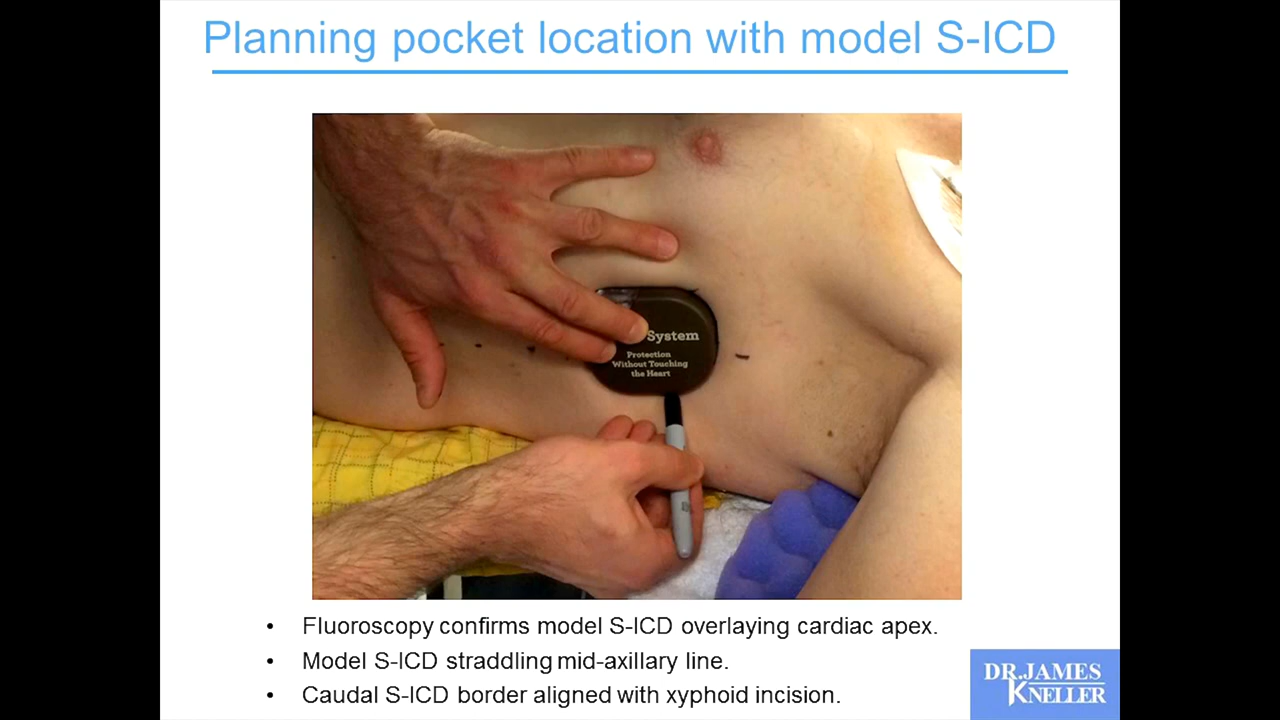 Planning pocket location with model S-ICD
System
Protection
Without Touching
the Heart
• Fluoroscopy confirms model S-ICD overlaying cardiac apex.
• Model S-ICD straddling mid-axillary line.
• Caudal S-ICD border aligned with xyphoid incision.
DR. JAMES
KNELLER